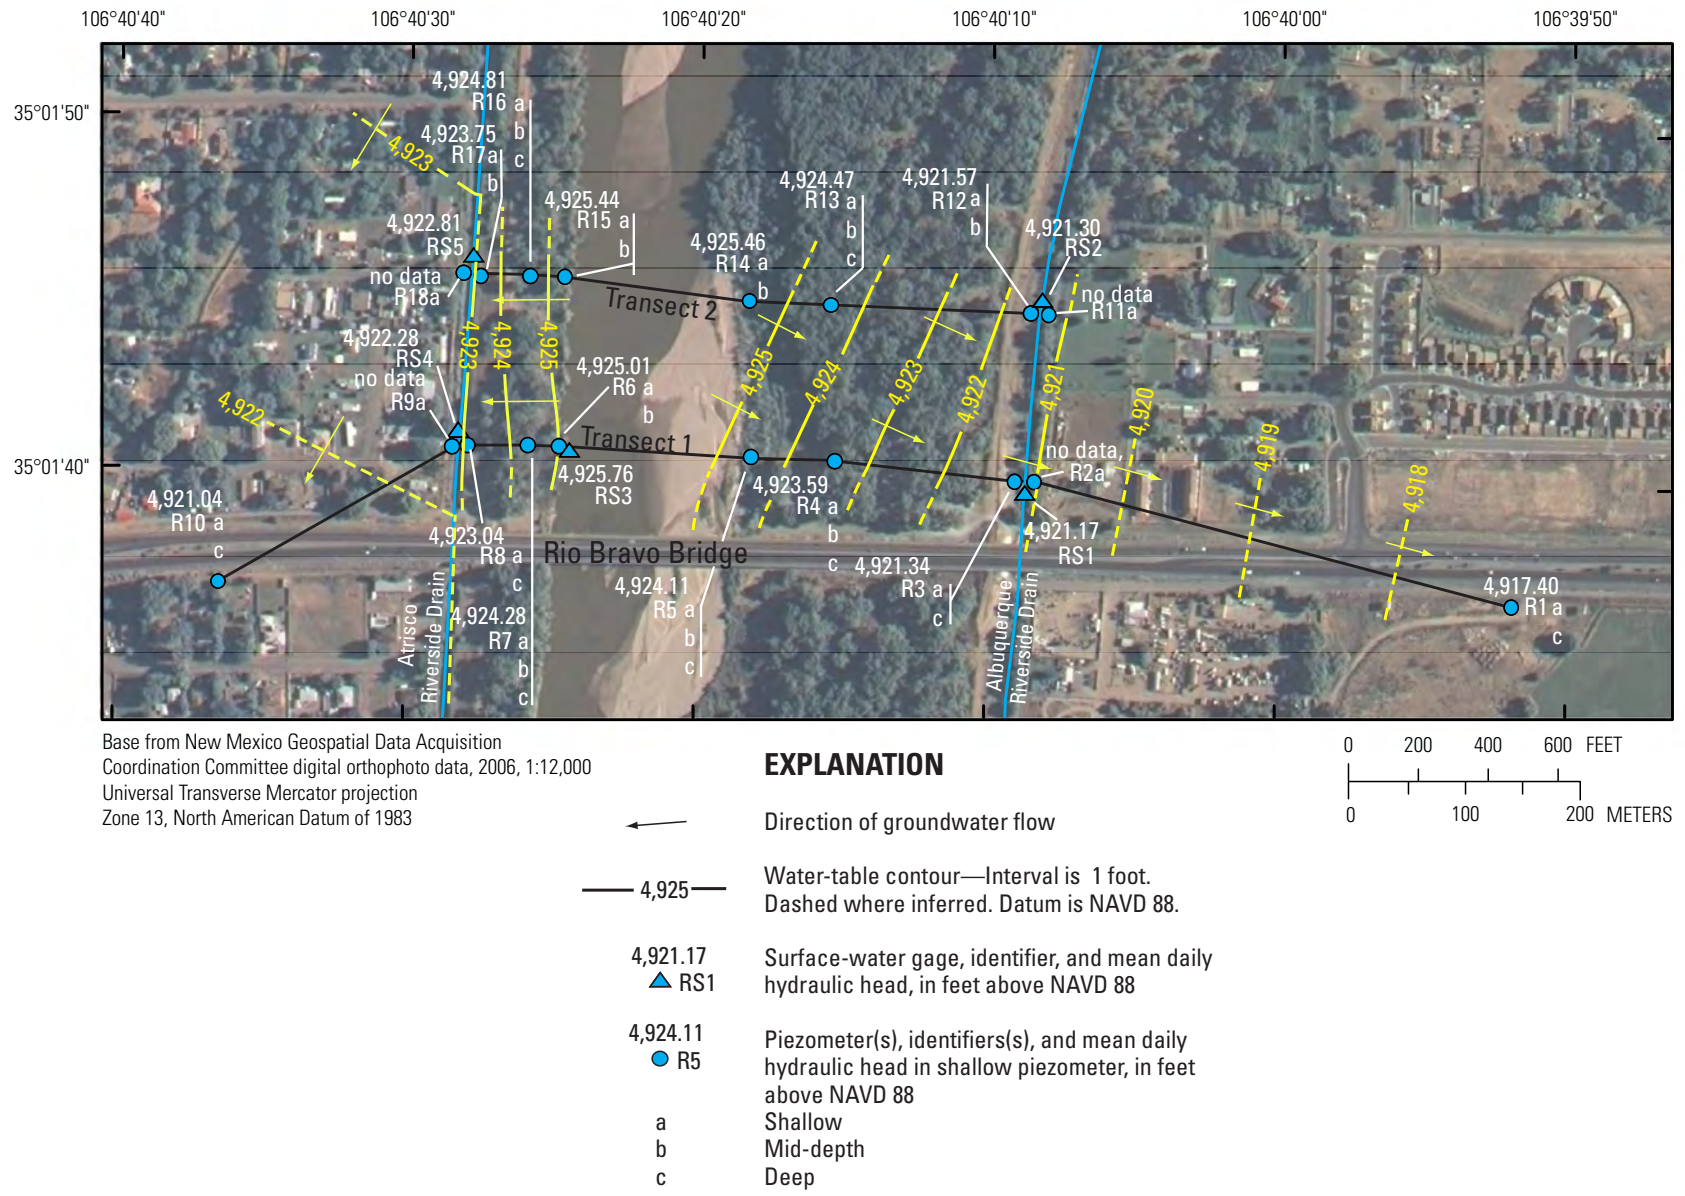 106°40'40" 106°40'30" 106°40'20" 106°40'10" 106°40'00" 106°39'50"
35°01'50"
35°01'40"
4,924.81
R16 a
b
c
4,923.75
R17a
b
4,923
4,922.81
RS5
no data
R18a
4,925.44
R15 a
b
4,925.46
R14 a
b
4,924.47
R13 a
b
c
4,921.57
R12 a
b
4,921.30
RS2
no data
R11a
Transect 2
4,922.28
RS4
no data
R9a
4,923
4,924
4,925
4,925.01
R6 a
b
4,925
4,924
4,923
4,922
4,921
4,920
4,919
4,918
4,922
Transect 1
4,925.76
RS3
4,923.59
R4 a
b
c
no data,
R2a
4,921.04
R10 a
c
4,923.04
R8 a
c
Rio Bravo Bridge
4,921.17
RS1
4,921.34
R3 a
c
4,924.11
R5 a
b
c
4,924.28
R7 a
b
c
4,917.40
R1 a
c
Atrisco
Riverside Drain
Albuquerque
Riverside Drain
Base from New Mexico Geospatial Data Acquisition
Coordination Committee digital orthophoto data, 2006, 1:12,000
Universal Transverse Mercator projection
Zone 13, North American Datum of 1983
0 200 400 600 FEET
0 100 200 METERS
EXPLANATION
Direction of groundwater flow
4,925
Water-table contour—Interval is 1 foot.
Dashed where inferred. Datum is NAVD 88.
4,921.17
RS1
Surface-water gage, identifier, and mean daily
hydraulic head, in feet above NAVD 88
4,924.11
R5
Piezometer(s), identifiers(s), and mean daily
hydraulic head in shallow piezometer, in feet
above NAVD 88
a Shallow
b Mid-depth
c Deep